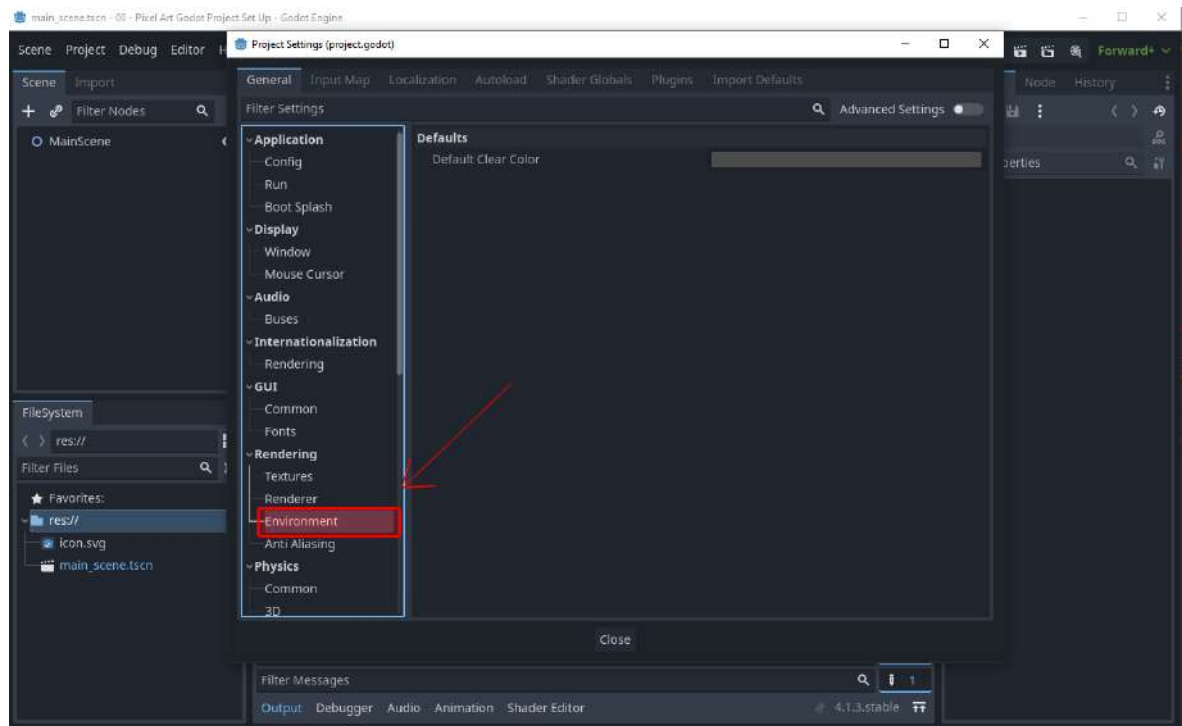 main_scene.tscn - 00 - Pixel Art Godot Project Set Up - Godot Engine
Scene Project Debug Editor H
Forward+
Project Settings (project.godot)
Scene Import
General Input Map Localization Autoload Shader Globals Plugins Import Defaults
Node History
Filter Nodes
Filter Settings
Advanced Settings
MainScene
Application
Config
Run
Boot Splash
Display
Window
Mouse Cursor
Audio
Buses
Internationalization
Rendering
GUI
Common
Fonts
Rendering
Textures
Renderer
Environment
Anti Aliasing
Physics
Common
3D
Defaults
Default Clear Color
perties
FileSystem
res://
Filter Files
Favorites:
res://
icon.svg
main_scene.tscn
Close
Filter Messages
1
Output Debugger Audio Animation Shader Editor
4.1.3.stable